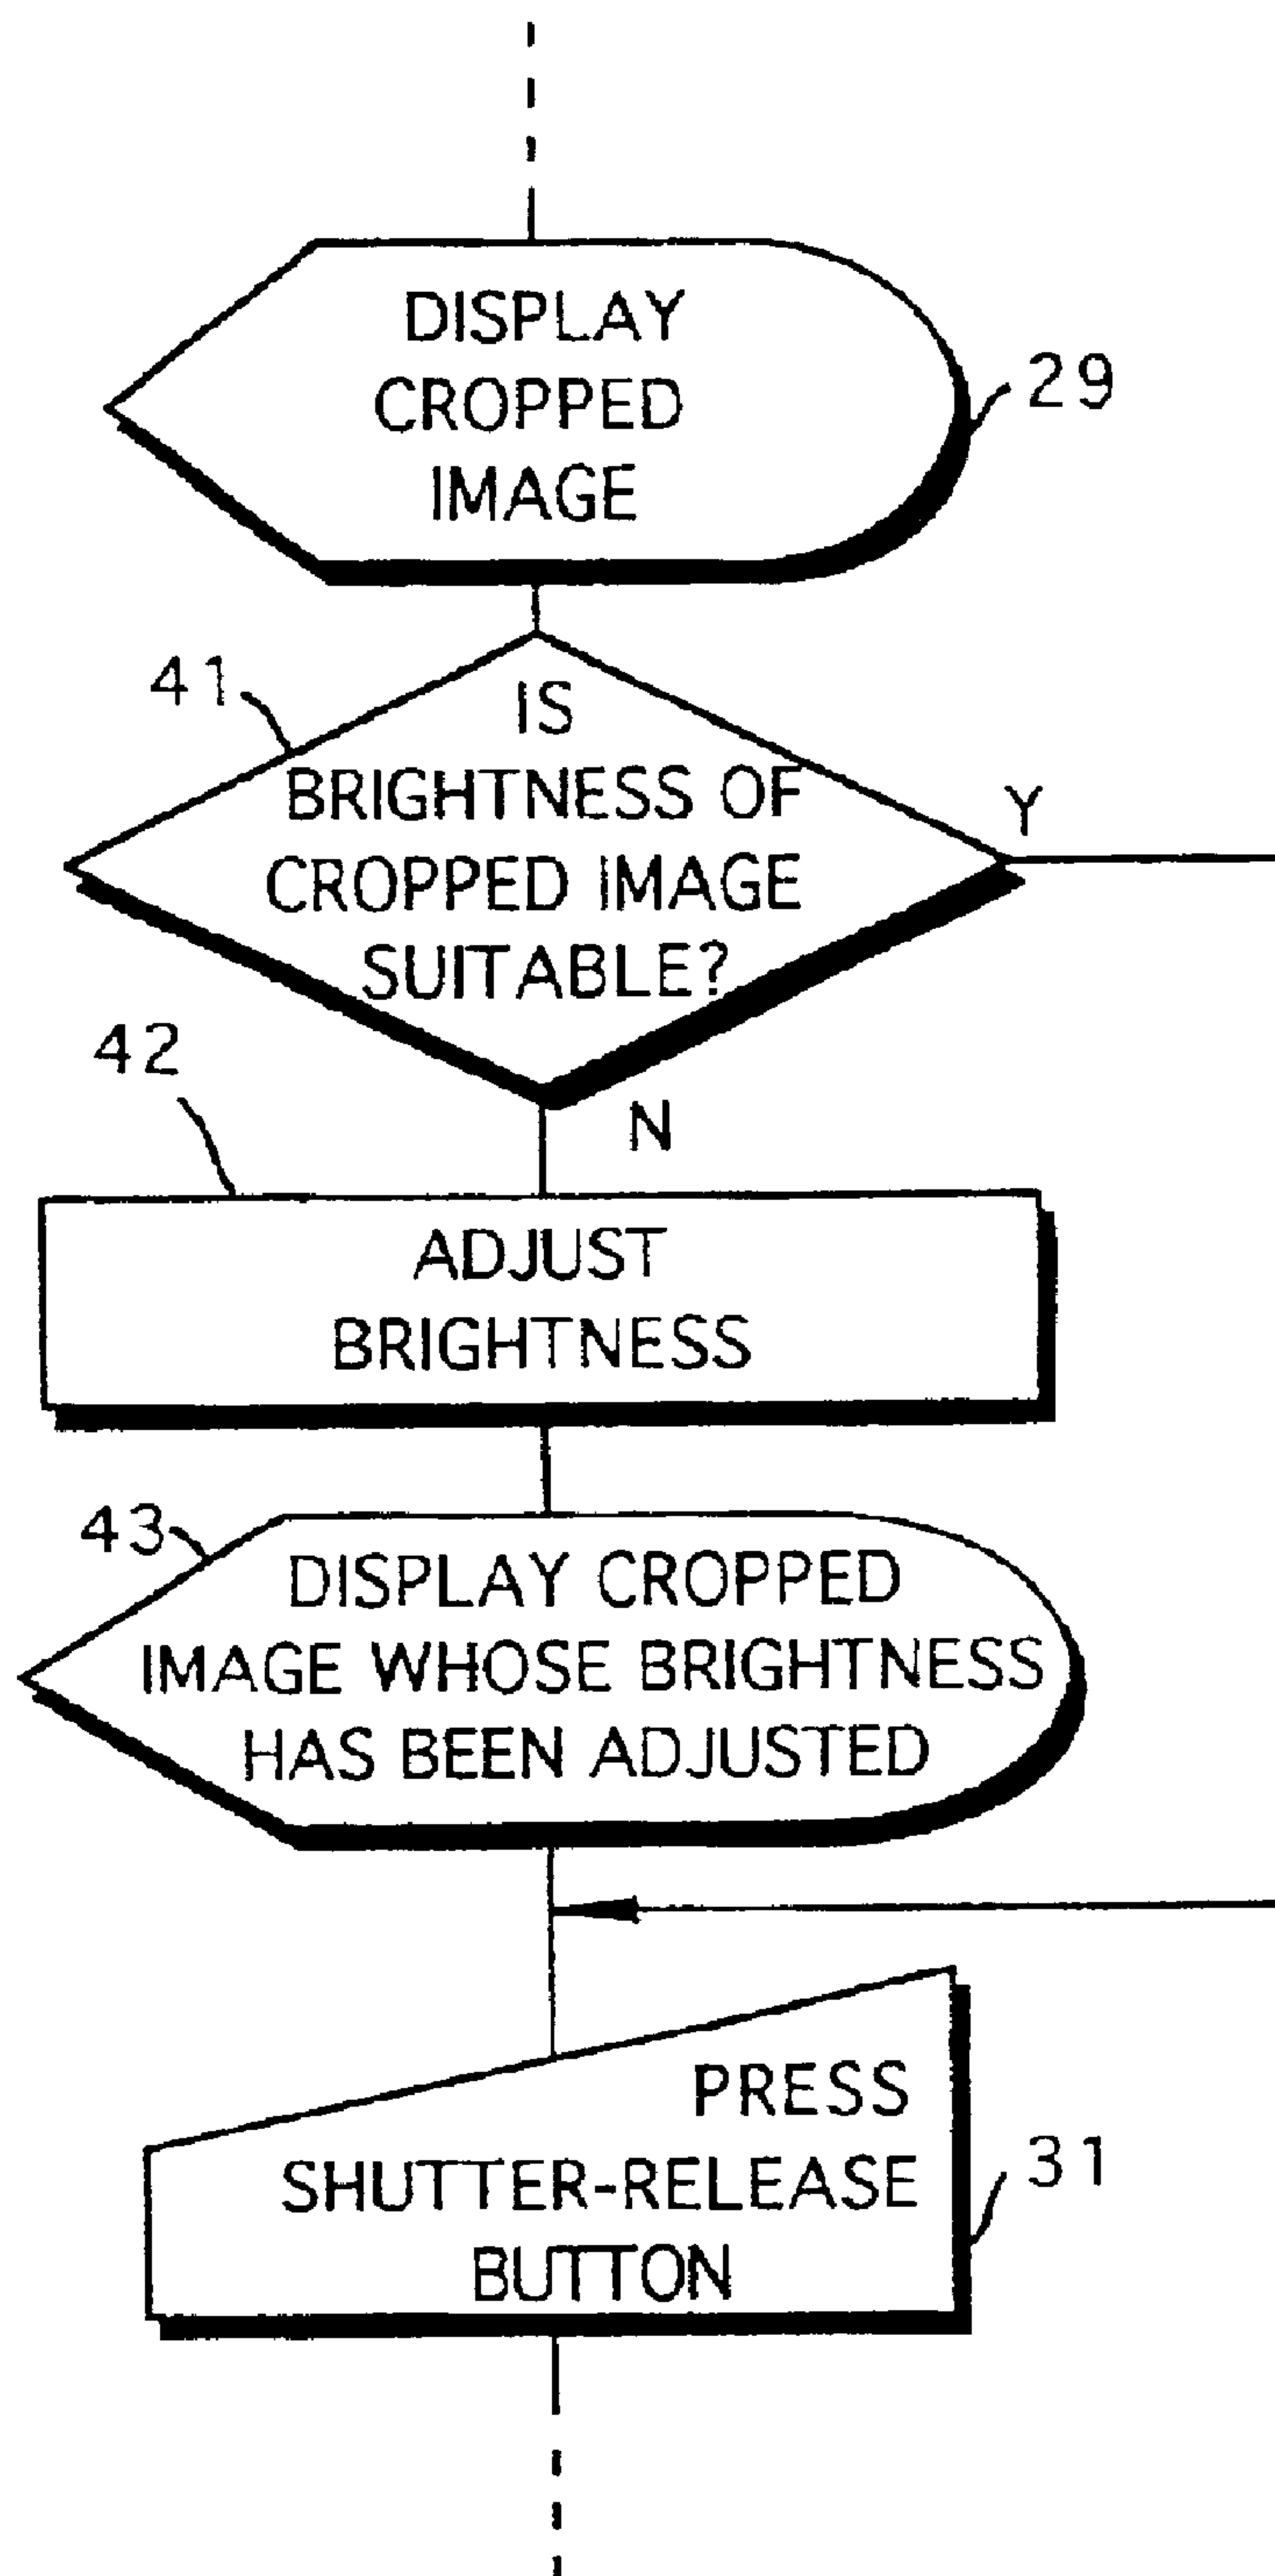 DISPLAY
CROPPED
IMAGE
29
41
IS
BRIGHTNESS OF
CROPPED IMAGE
SUITABLE?
Y
N
42
ADJUST
BRIGHTNESS
43
DISPLAY CROPPED
IMAGE WHOSE BRIGHTNESS
HAS BEEN ADJUSTED
PRESS
SHUTTER-RELEASE
BUTTON
31